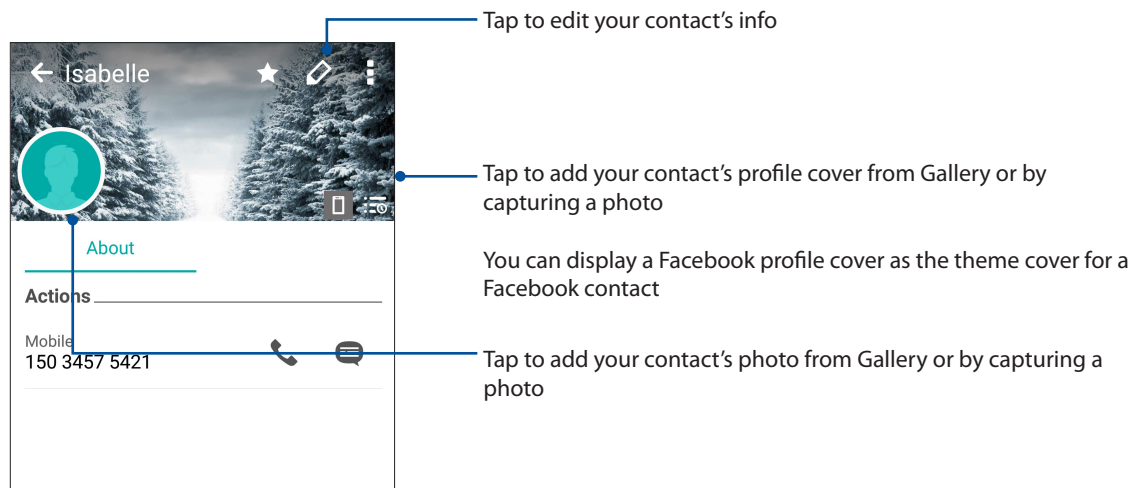 Tap to edit your contact’s info
Isabelle
Tap to add your contact’s profile cover from Gallery or by
capturing a photo
You can display a Facebook profile cover as the theme cover for a
Facebook contact
About
Actions
Mobile
150 3457 5421
Tap to add your contact’s photo from Gallery or by capturing a
photo